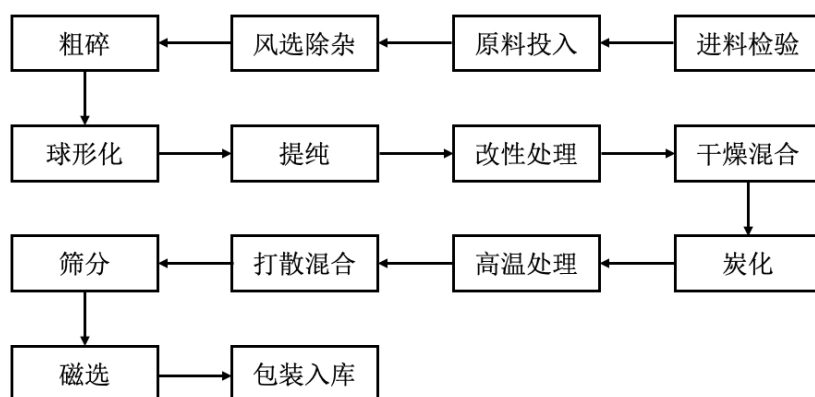 粗碎 风选除杂 原料投入 进料检验
球形化 提纯 改性处理 干燥混合
筛分 打散混合 高温处理 炭化
磁选 包装入库